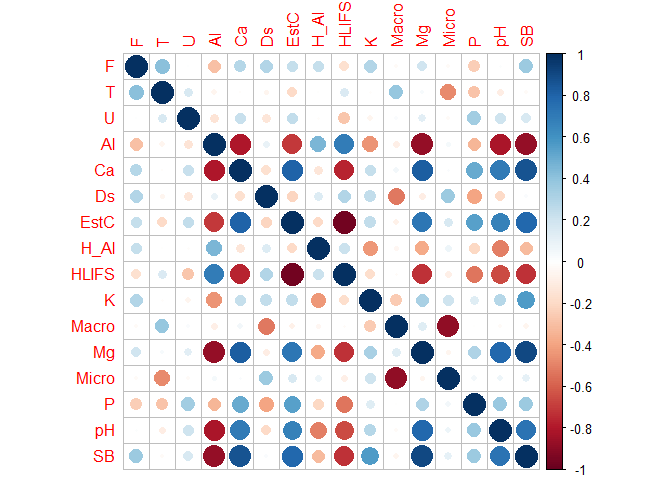 F T U Al Ca Ds EstC H_Al HLIFS K Macro Mg Micro P pH SB
F
T
U
Al
Ca
Ds
EstC
H_Al
HLIFS
K
Macro
Mg
Micro
P
pH
SB
1
0.8
0.6
0.4
0.2
0
-0.2
-0.4
-0.6
-0.8
-1